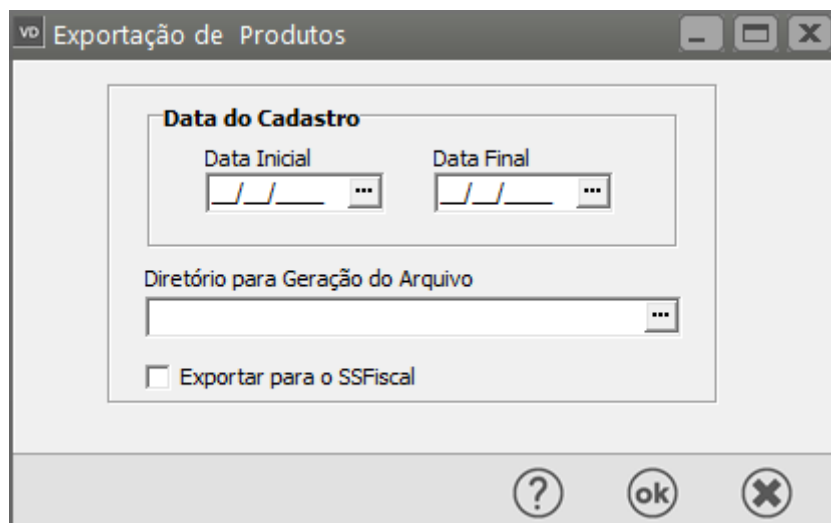 VD Exportação de Produtos
Data do Cadastro
Data Inicial Data Final
__/__/____ ... __/__/____ ...
Diretório para Geração do Arquivo
...
Exportar para o SSFiscal
? ok